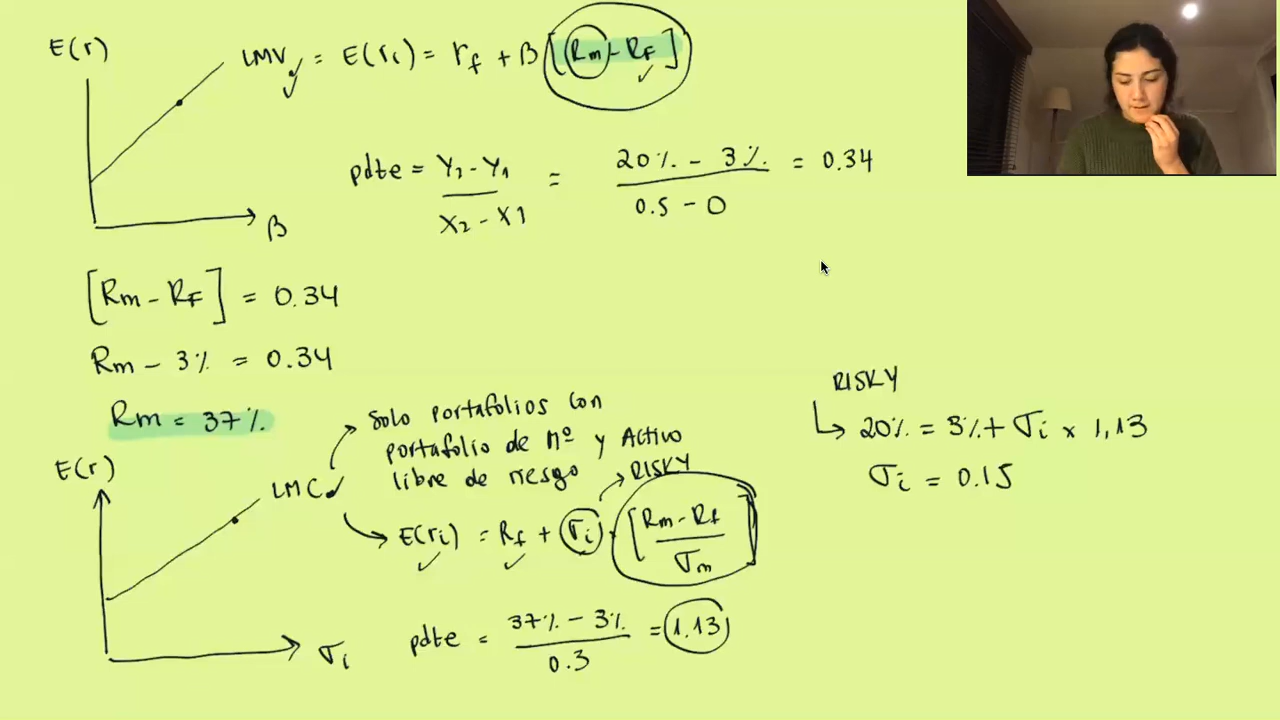 E(r)
LMV = E(ri) = rf + β [Rm - RF]
β
pdte = Y2 - Y1 / X2 - X1 = 20% - 3% / 0.5 - 0 = 0.34
[Rm - RF] = 0.34
Rm - 3% = 0.34
Rm = 37%
E(r)
LMC
σi
Solo portafolios con
portafolio de nº y Activo
libre de riesgo
RISKY
E(ri) = Rf + σi · [Rm - Rf / σm]
pdte = 37% - 3% / 0.3 = 1,13
RISKY
20% = 3% + σi x 1,13
σi = 0.15